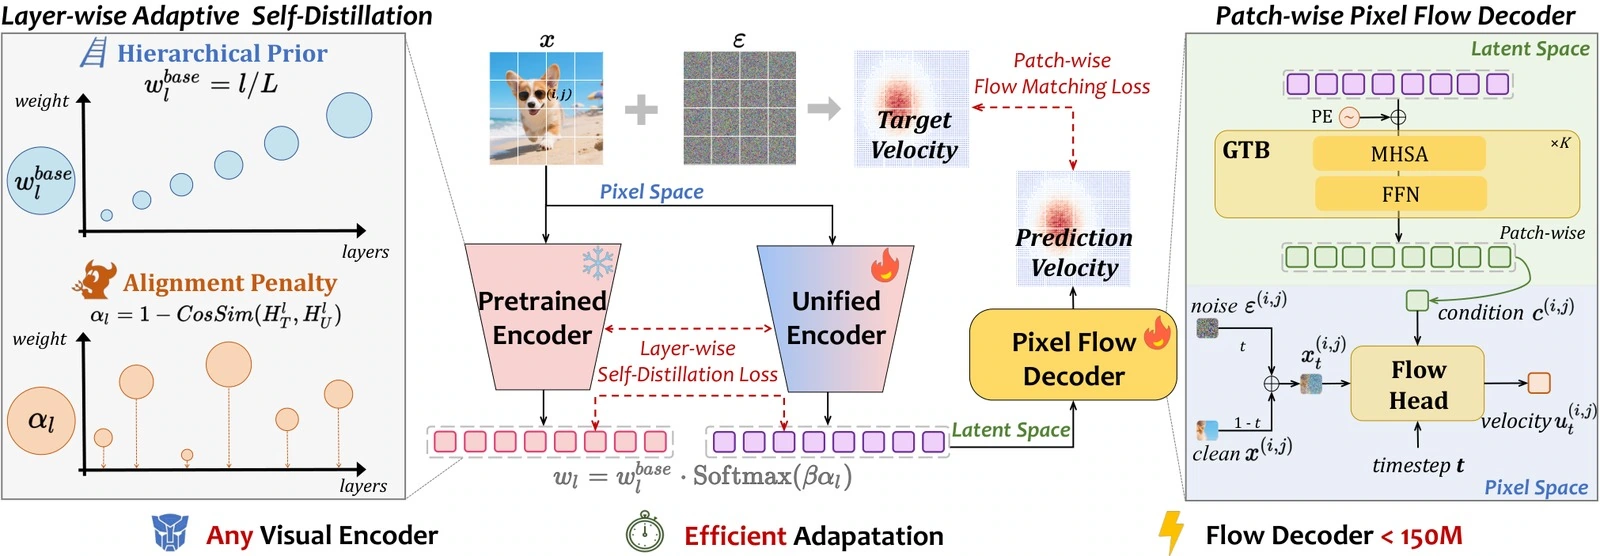 Layer-wise Adaptive Self-Distillation
Hierarchical Prior
w_l^{base} = l/L
weight
w_l^{base}
layers
Alignment Penalty
α_l = 1 - CosSim(H_T^l, H_U^l)
weight
α_l
layers
x
ε
(i,j)
Target
Velocity
Patch-wise
Flow Matching Loss
Pixel Space
Prediction
Velocity
Pretrained
Encoder
Unified
Encoder
Layer-wise
Self-Distillation Loss
Pixel Flow
Decoder
Latent Space
w_l = w_l^{base} · Softmax(βα_l)
Patch-wise Pixel Flow Decoder
Latent Space
PE
~
GTB
×K
MHSA
FFN
Patch-wise
noise ε^{(i,j)}
condition c^{(i,j)}
t
x_t^{(i,j)}
Flow
Head
1 - t
clean x^{(i,j)}
velocity u_t^{(i,j)}
timestep t
Pixel Space
Any Visual Encoder
Efficient Adapatation
Flow Decoder < 150M